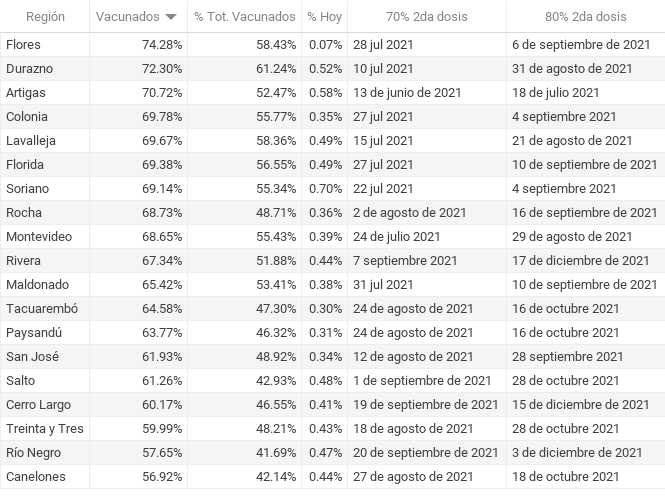 Región Vacunados % Tot. Vacunados % Hoy 70% 2da dosis 80% 2da dosis
Flores 74.28% 58.43% 0.07% 28 jul 2021 6 de septiembre de 2021
Durazno 72.30% 61.24% 0.52% 10 jul 2021 31 de agosto de 2021
Artigas 70.72% 52.47% 0.58% 13 de junio de 2021 18 de julio 2021
Colonia 69.78% 55.77% 0.35% 27 jul 2021 4 septiembre 2021
Lavalleja 69.67% 58.36% 0.49% 15 jul 2021 21 de agosto de 2021
Florida 69.38% 56.55% 0.49% 27 jul 2021 10 de septiembre de 2021
Soriano 69.14% 55.34% 0.70% 22 jul 2021 4 septiembre 2021
Rocha 68.73% 48.71% 0.36% 2 de agosto de 2021 16 de septiembre de 2021
Montevideo 68.65% 55.43% 0.39% 24 de julio 2021 29 de agosto de 2021
Rivera 67.34% 51.88% 0.44% 7 septiembre 2021 17 de diciembre de 2021
Maldonado 65.42% 53.41% 0.38% 31 jul 2021 10 de septiembre de 2021
Tacuarembó 64.58% 47.30% 0.30% 24 de agosto de 2021 16 de octubre 2021
Paysandú 63.77% 46.32% 0.31% 24 de agosto de 2021 16 de octubre 2021
San José 61.93% 48.92% 0.34% 12 de agosto de 2021 28 septiembre 2021
Salto 61.26% 42.93% 0.48% 1 de septiembre de 2021 28 de octubre 2021
Cerro Largo 60.17% 46.55% 0.41% 19 de septiembre de 2021 15 de diciembre de 2021
Treinta y Tres 59.99% 48.21% 0.43% 18 de agosto de 2021 28 de octubre 2021
Río Negro 57.65% 41.69% 0.47% 20 de septiembre de 2021 3 de diciembre de 2021
Canelones 56.92% 42.14% 0.44% 27 de agosto de 2021 18 de octubre 2021